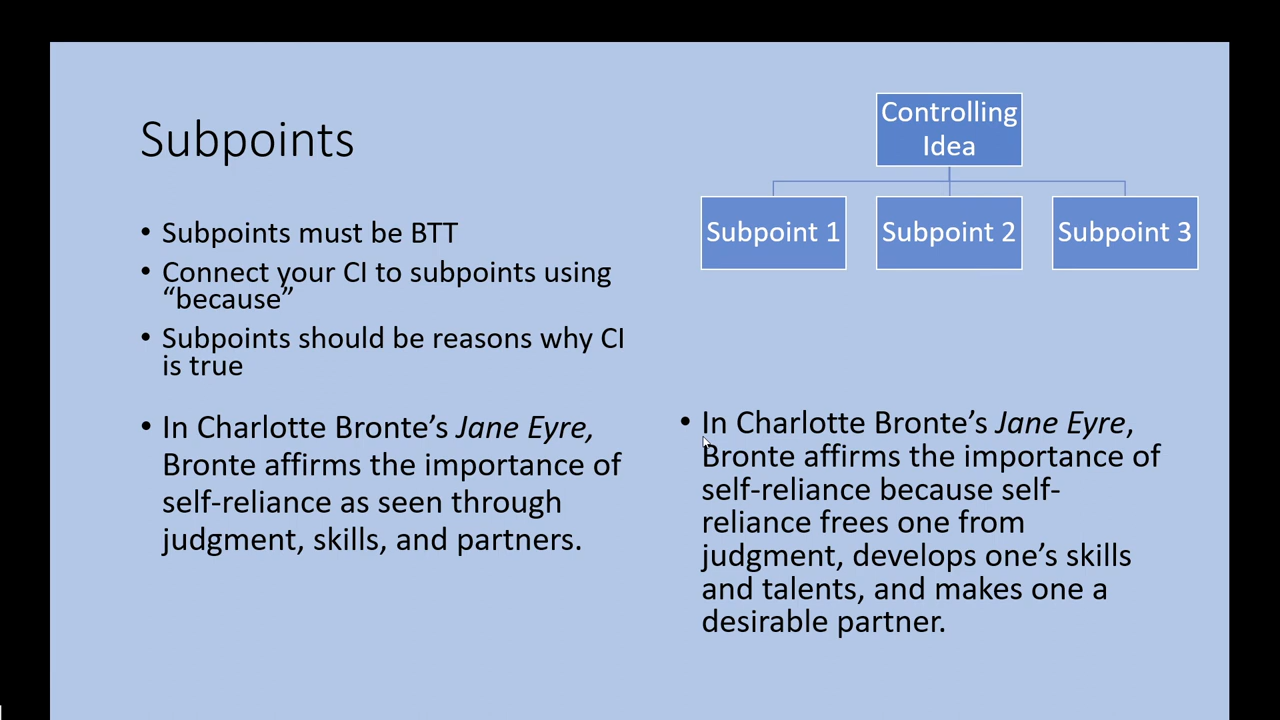 Subpoints
• Subpoints must be BTT
• Connect your CI to subpoints using
“because”
• Subpoints should be reasons why CI
is true
• In Charlotte Bronte’s Jane Eyre,
Bronte affirms the importance of
self-reliance as seen through
judgment, skills, and partners.
Controlling
Idea
Subpoint 1
Subpoint 2
Subpoint 3
• In Charlotte Bronte’s Jane Eyre,
Bronte affirms the importance of
self-reliance because self-
reliance frees one from
judgment, develops one’s skills
and talents, and makes one a
desirable partner.